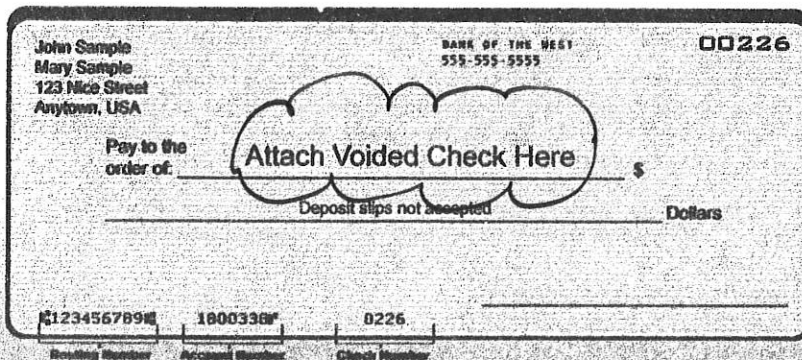 John Sample
Mary Sample
123 Nice Street
Anytown, USA
BANK OF THE WEST
555-555-5555
00226
Pay to the
order of:
Attach Voided Check Here
$
Deposit slips not accepted
Dollars
⑆123456789⑆ 1800338⑈ 0226
Routing Number Account Number Check Number